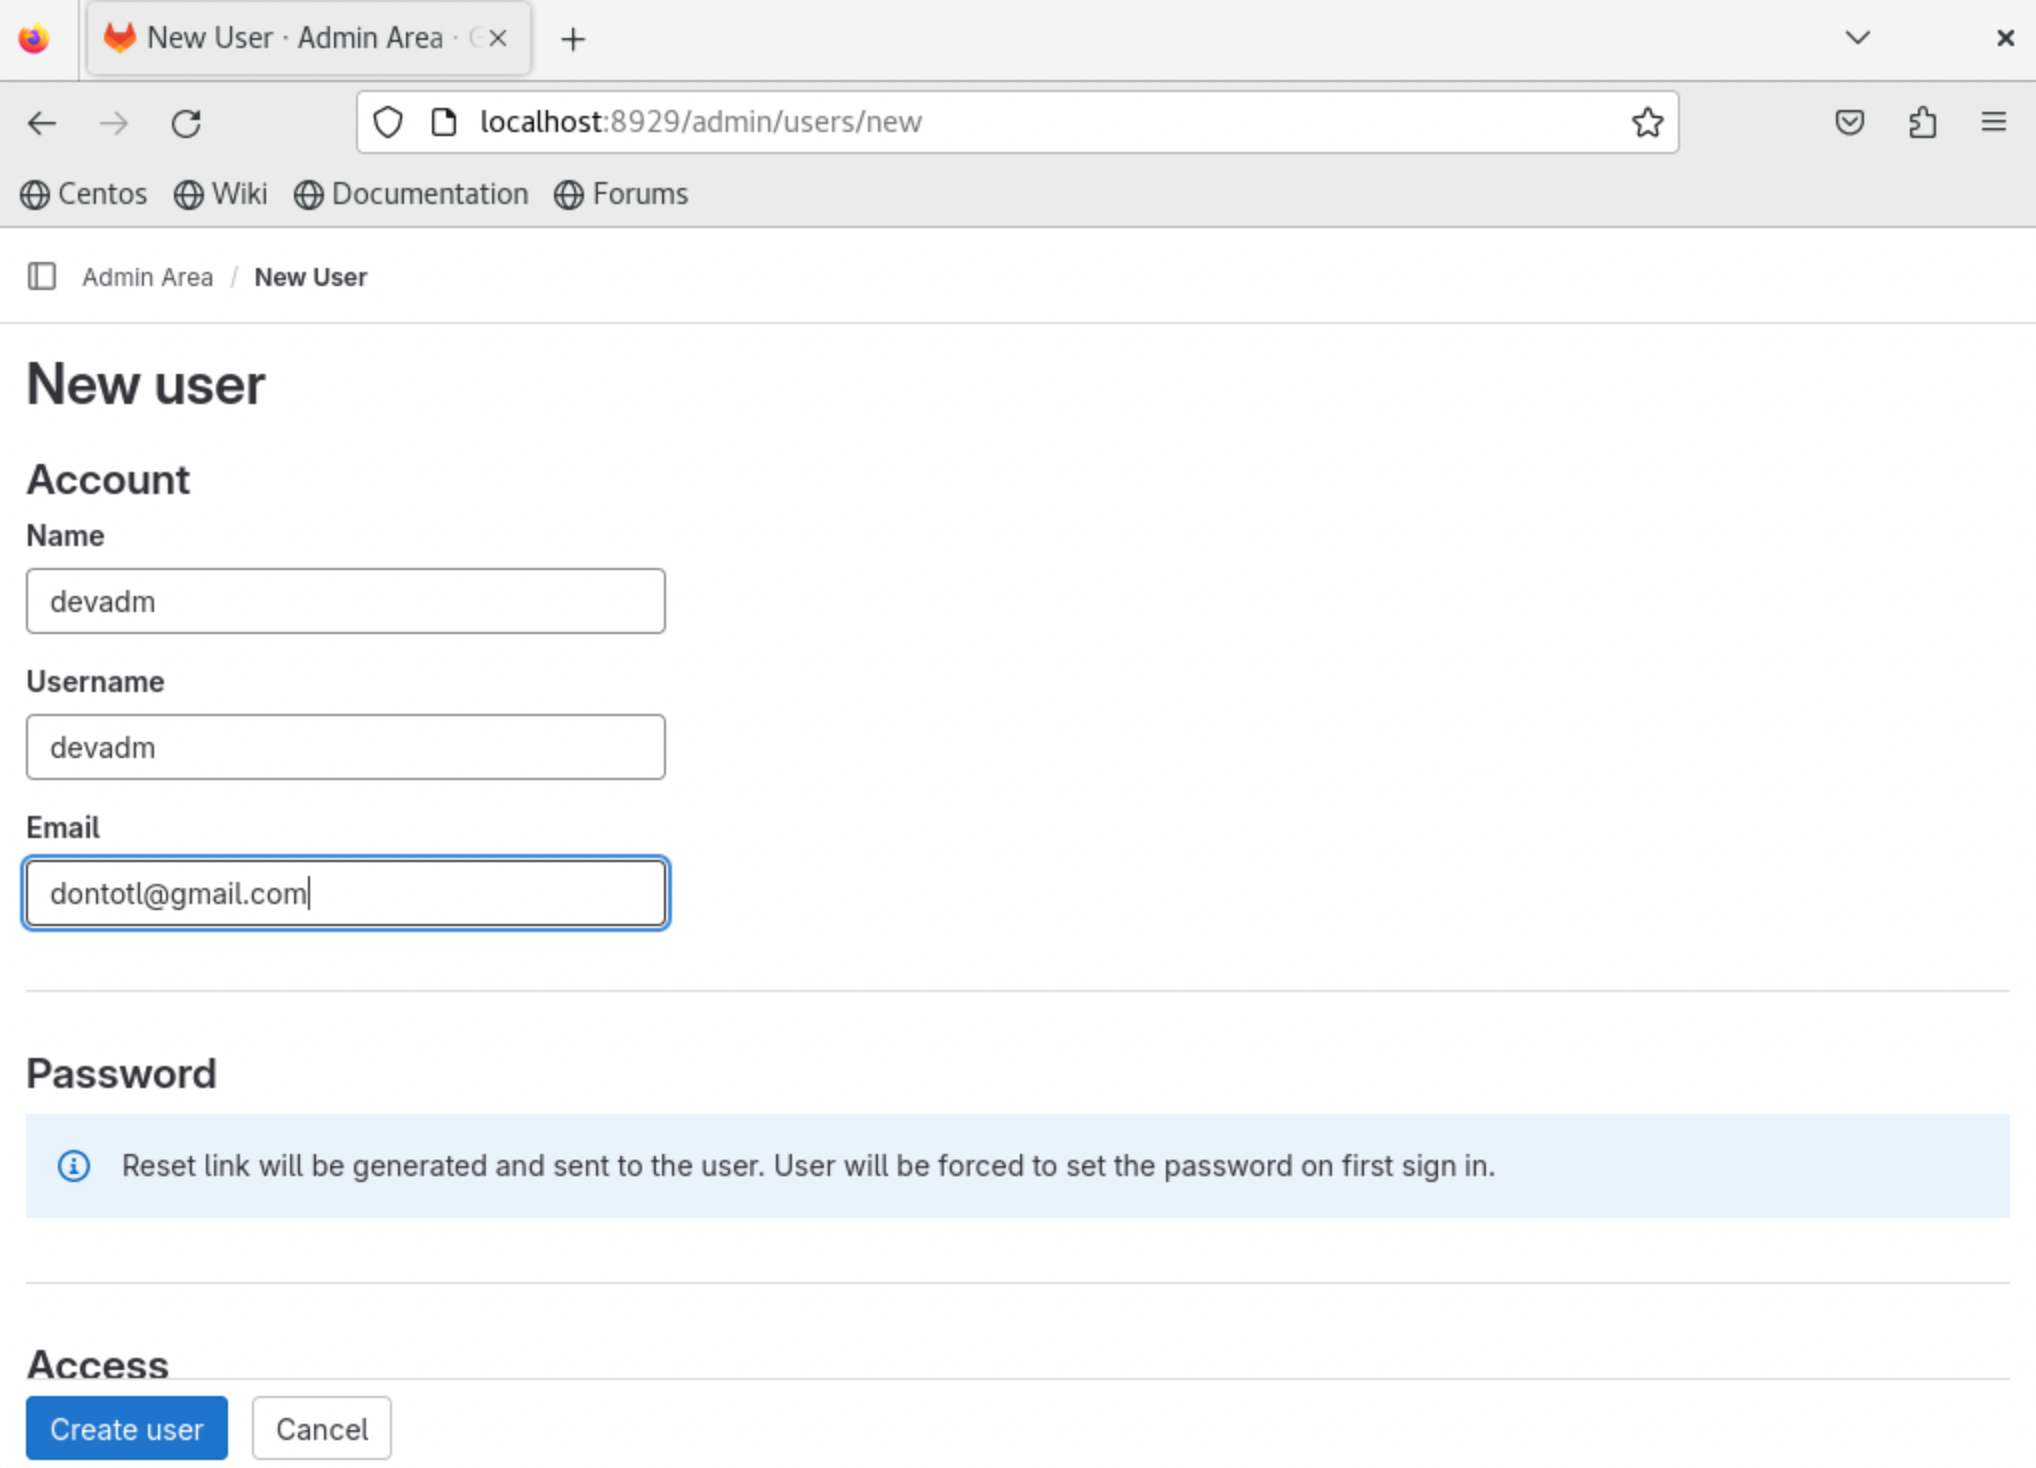 New User · Admin Area ·
localhost:8929/admin/users/new
Centos Wiki Documentation Forums
Admin Area / New User
New user
Account
Name
devadm
Username
devadm
Email
dontotl@gmail.com
Password
Reset link will be generated and sent to the user. User will be forced to set the password on first sign in.
Access
Create user Cancel